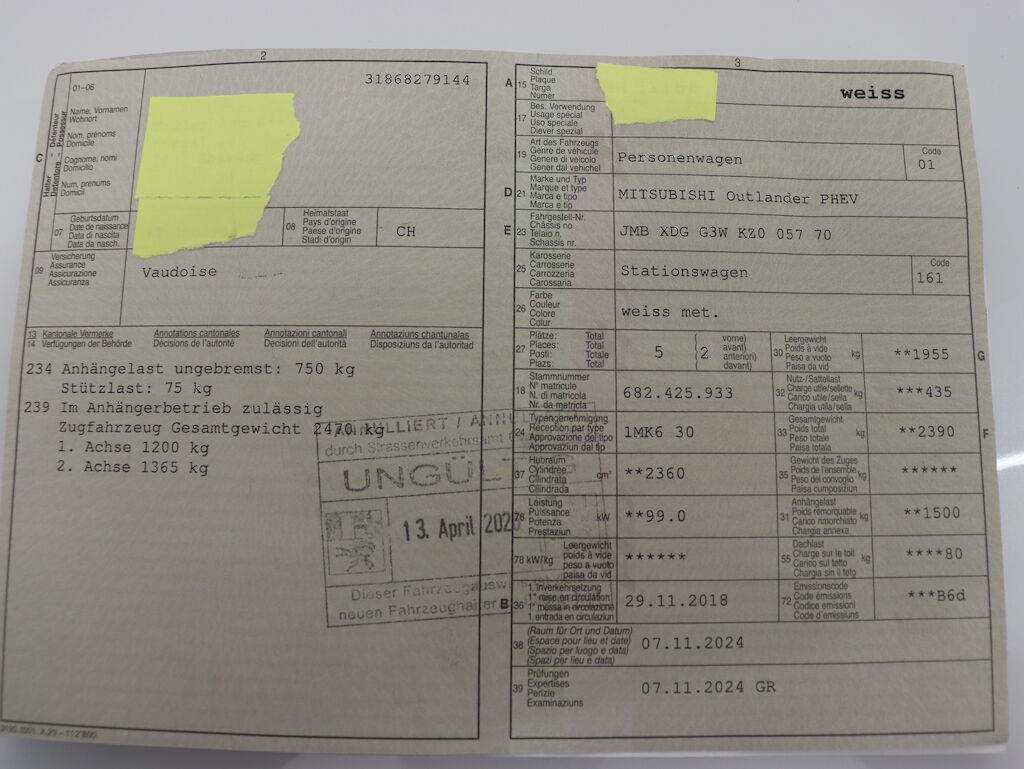 2
01–06
31868279144
Name, Vornamen
Wohnort
Nom, prénoms
Domicile
Cognome, nomi
Domicilio
Num, prenums
Domicil
C
Halter - Détenteur
Detentore - Possessur
07
Geburtsdatum
Date de naissance
Data di nascita
Data da nasch.
08
Heimatstaat
Pays d'origine
Paese d'origine
Stadi d'origin
CH
09
Versicherung
Assurance
Assicurazione
Assicuranza
Vaudoise
13 Kantonale Vermerke Annotations cantonales Annotazioni cantonali Annotaziuns chantunalas
14 Verfügungen der Behörde Décisions de l'autorité Decisioni dell'autorità Disposiziuns da l'autoritad
234 Anhängelast ungebremst: 750 kg
Stützlast: 75 kg
239 Im Anhängerbetrieb zulässig
Zugfahrzeug Gesamtgewicht 2470 kg
1. Achse 1200 kg
2. Achse 1365 kg
ANNULLIERT /
durch Strassenverkehrsamt
UNGÜL
13. April
Dieser Fahrzeugauswe
neuen Fahrzeughalter
X.23 – 112'800
3
A 15
Schild
Plaque
Targa
Numer
weiss
17
Bes. Verwendung
Usage spécial
Uso speciale
Diever spezial
19
Art des Fahrzeugs
Genre de véhicule
Genere di veicolo
Gener dal vehichel
Personenwagen
Code
01
D 21
Marke und Typ
Marque et type
Marca e tipo
Marca e tip
MITSUBISHI Outlander PHEV
E 23
Fahrgestell-Nr.
Châssis no
Telaio n.
Schassis nr.
JMB XDG G3W KZ0 057 70
25
Karosserie
Carrosserie
Carrozzeria
Carossaria
Stationswagen
Code
161
26
Farbe
Couleur
Colore
Colur
weiss met.
27
Plätze: Total
Places: Total
Posti: Totale
Plazs: Total
5
2
vorne)
avant)
anteriori)
davant)
30
Leergewicht
Poids à vide
Peso a vuoto
Paisa da vid
kg
**1955
G
18
Stammnummer
N° matricule
N. di matricola
Nr. da matricla
682.425.933
32
Nutz-/Sattellast
Charge utile/sellette
Carico utile/sella
Chargia utila/sella
kg
***435
24
Typengenehmigung
Réception par type
Approvazione del tipo
Approvaziun dal tip
1MK6 30
33
Gesamtgewicht
Poids total
Peso totale
Paisa totala
kg
**2390
F
37
Hubraum
Cylindrée
Cilindrata
Cilindrada
cm³
**2360
35
Gewicht des Zuges
Poids de l'ensemble
Peso del convoglio
Paisa cumposiziun
kg
******
76
Leistung
Puissance
Potenza
Prestaziun
kW
**99.0
31
Anhängelast
Poids remorquable
Carico rimorchiato
Chargia annexa
kg
**1500
78 kW/kg
Leergewicht
poids à vide
peso a vuoto
paisa da vid
******
55
Dachlast
Charge sur le toit
Carico sul tetto
Chargia sin il tetg
kg
****80
B 36
1. Inverkehrsetzung
1re mise en circulation
1a messa in circolazione
1. entrada en circulaziun
29.11.2018
72
Emissionscode
Code émissions
Codice emissioni
Code d'emissiuns
***B6d
38
(Raum für Ort und Datum)
(Espace pour lieu et date)
(Spazio per luogo e data)
(Spazi per lieu e data)
07.11.2024
39
Prüfungen
Expertises
Perizie
Examinaziuns
07.11.2024 GR